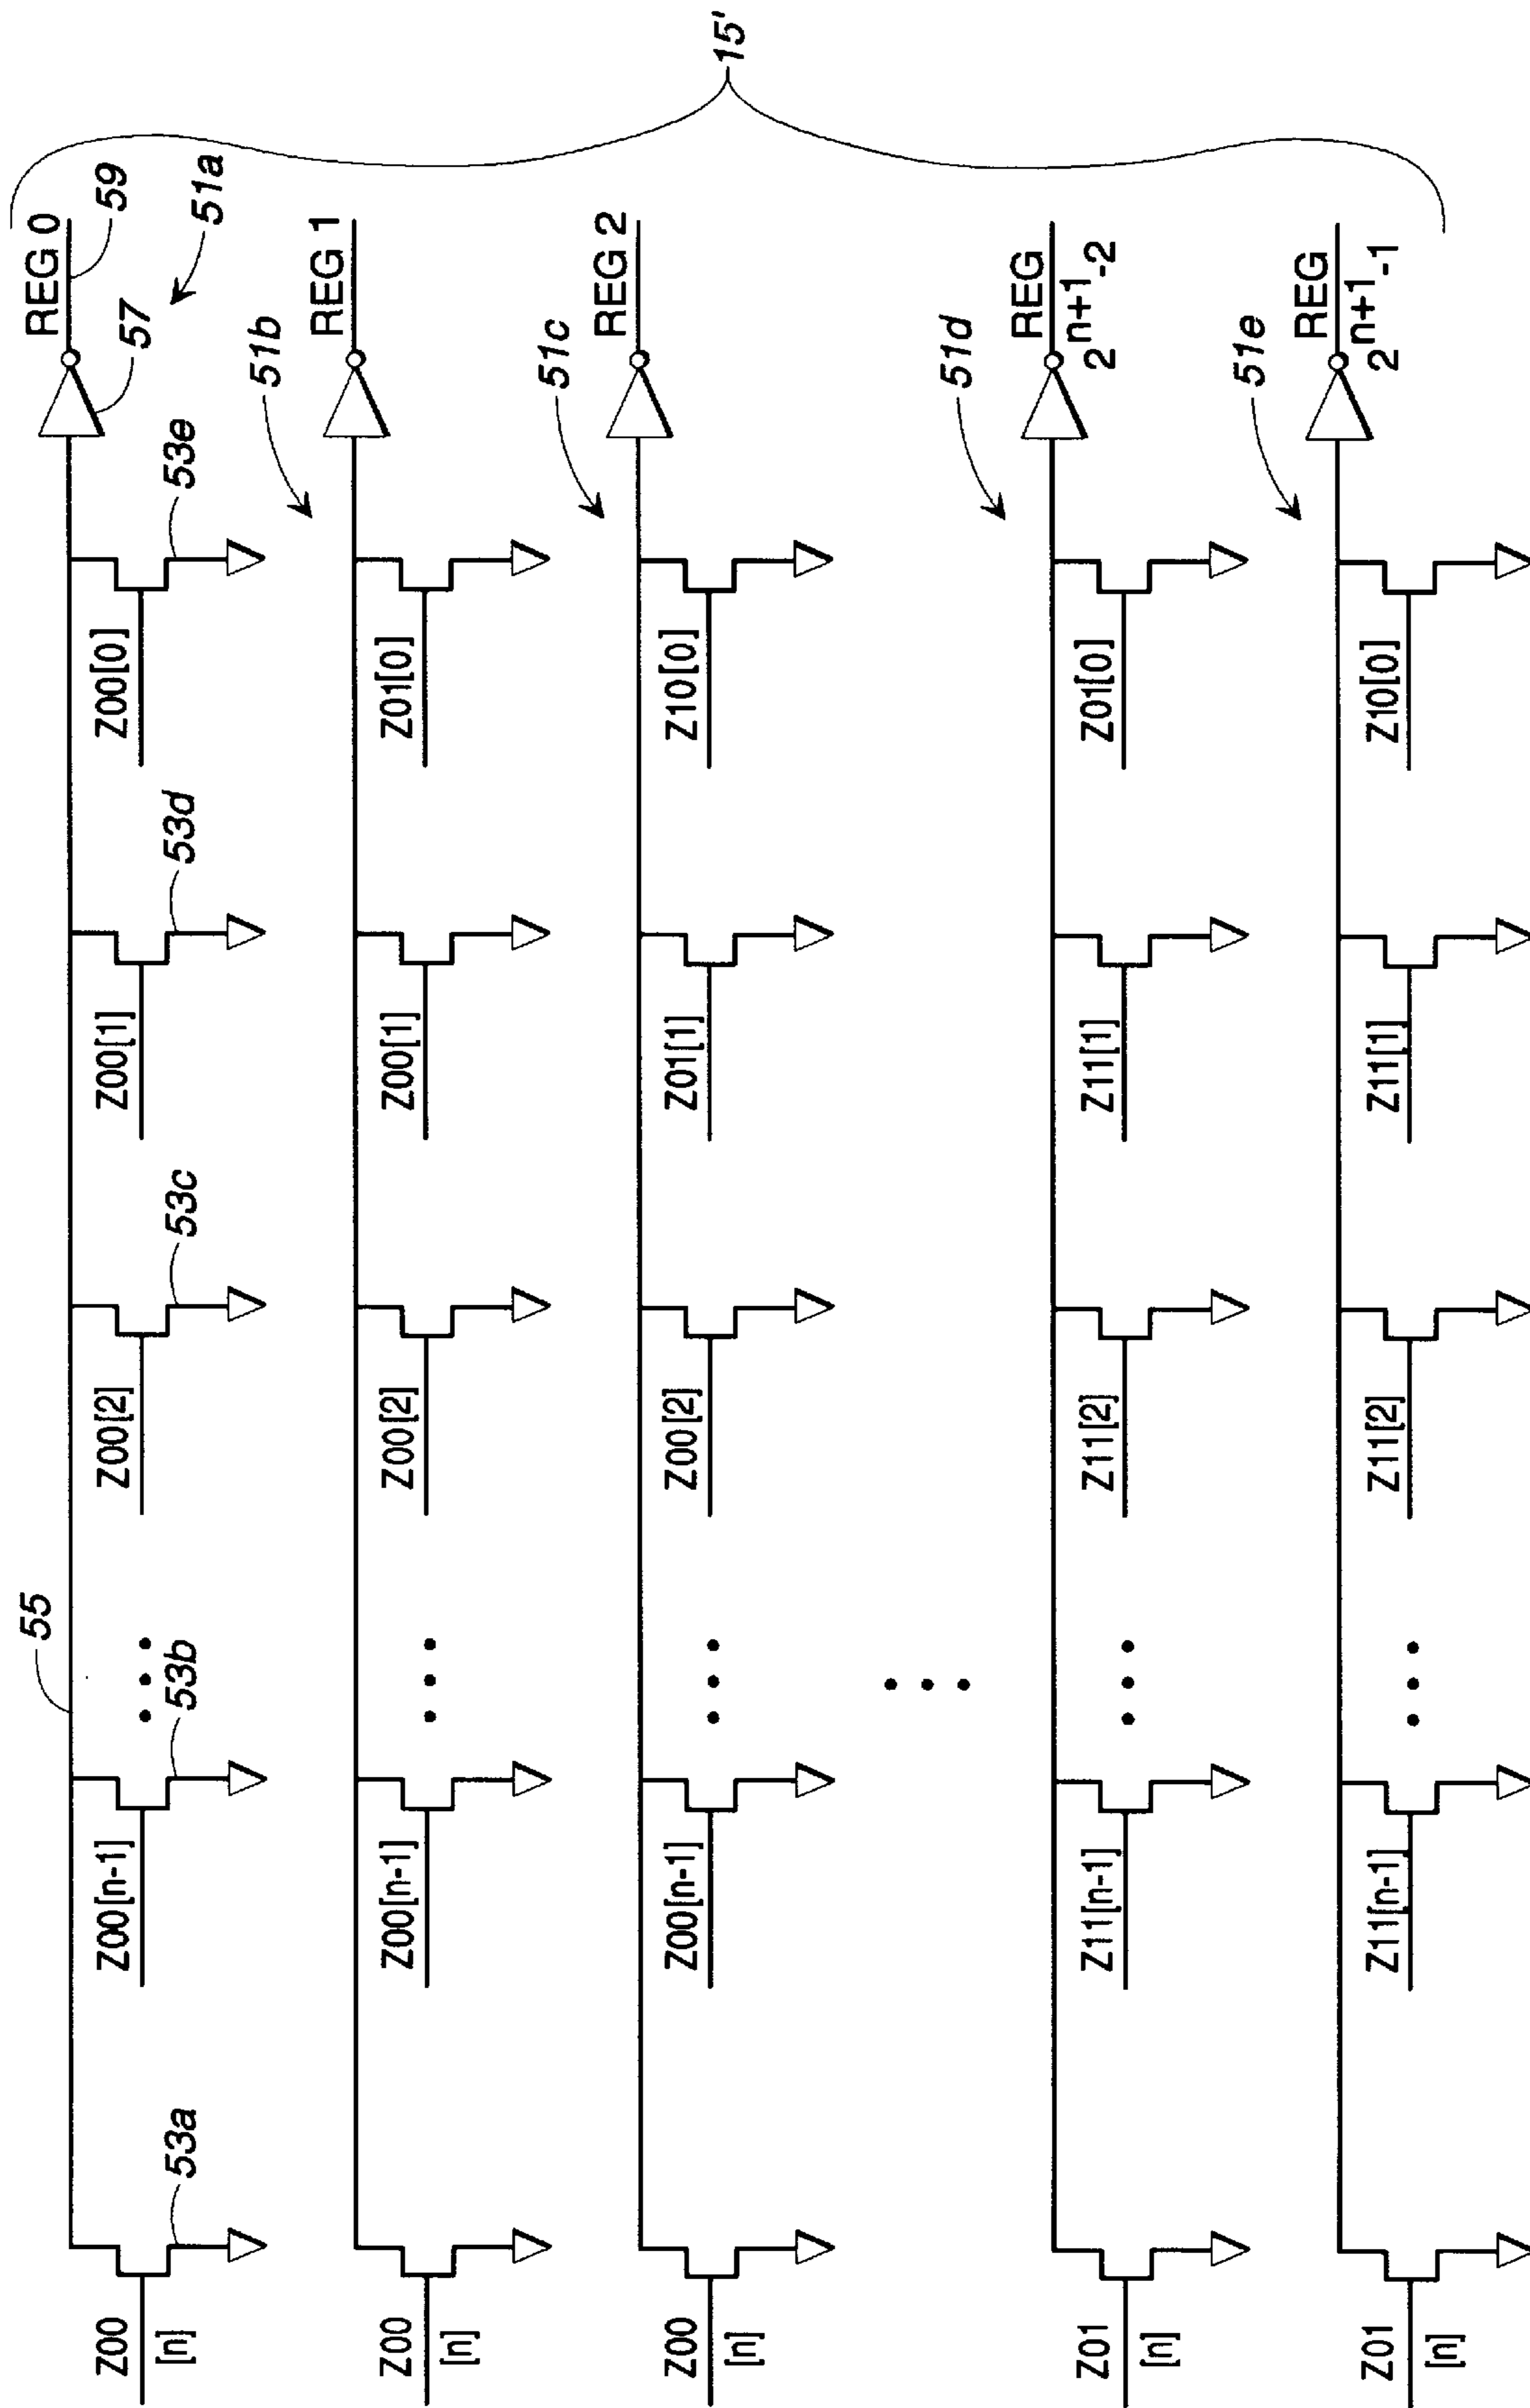 55
REG 0
59
15'
57
51a
Z00
[n]
53a
Z00[n-1]
53b
Z00[2]
53c
Z00[1]
53d
Z00[0]
53e
51b
REG 1
Z00
[n]
Z00[n-1]
Z00[2]
Z00[1]
Z01[0]
51c
REG 2
Z00
[n]
Z00[n-1]
Z00[2]
Z01[1]
Z10[0]
51d
REG
2 n+1 -2
Z01
[n]
Z11[n-1]
Z11[2]
Z11[1]
Z01[0]
51e
REG
2 n+1 -1
Z01
[n]
Z11[n-1]
Z11[2]
Z11[1]
Z10[0]